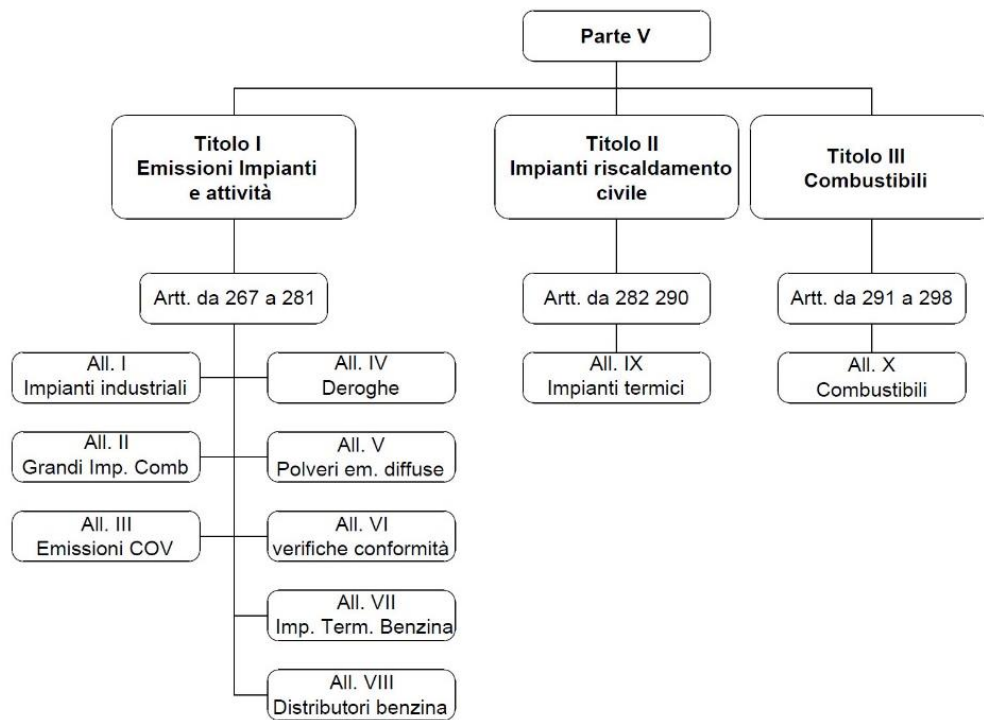 Parte V
Titolo I
Emissioni Impianti
e attività
Titolo II
Impianti riscaldamento
civile
Titolo III
Combustibili
Artt. da 267 a 281
Artt. da 282 290
Artt. da 291 a 298
All. I
Impianti industriali
All. IV
Deroghe
All. IX
Impianti termici
All. X
Combustibili
All. II
Grandi Imp. Comb
All. V
Polveri em. diffuse
All. III
Emissioni COV
All. VI
verifiche conformità
All. VII
Imp. Term. Benzina
All. VIII
Distributori benzina